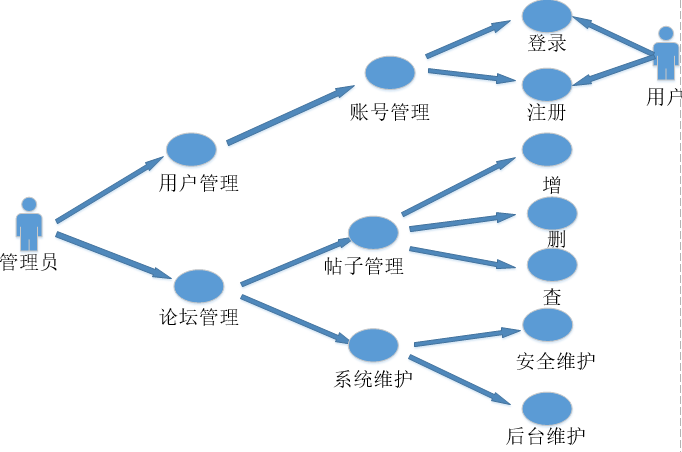 登录
用户
账号管理
注册
用户管理
增
删
管理员
帖子管理
查
论坛管理
安全维护
系统维护
后台维护